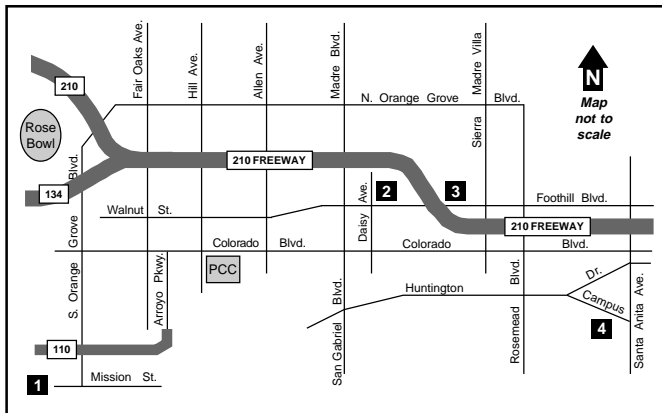 Fair Oaks Ave.
Hill Ave.
Allen Ave.
Madre Blvd.
Sierra Madre Villa
N
Map
not to
scale
210
N. Orange Grove Blvd.
Rose
Bowl
210 FREEWAY
134
2
3
Walnut St.
Daisy Ave.
Foothill Blvd.
210 FREEWAY
S. Orange Grove Blvd.
Colorado Blvd.
Colorado Blvd.
PCC
Arroyo Pkwy.
San Gabriel Blvd.
Huntington Dr.
Rosemead Blvd.
Campus
Santa Anita Ave.
4
110
1
Mission St.